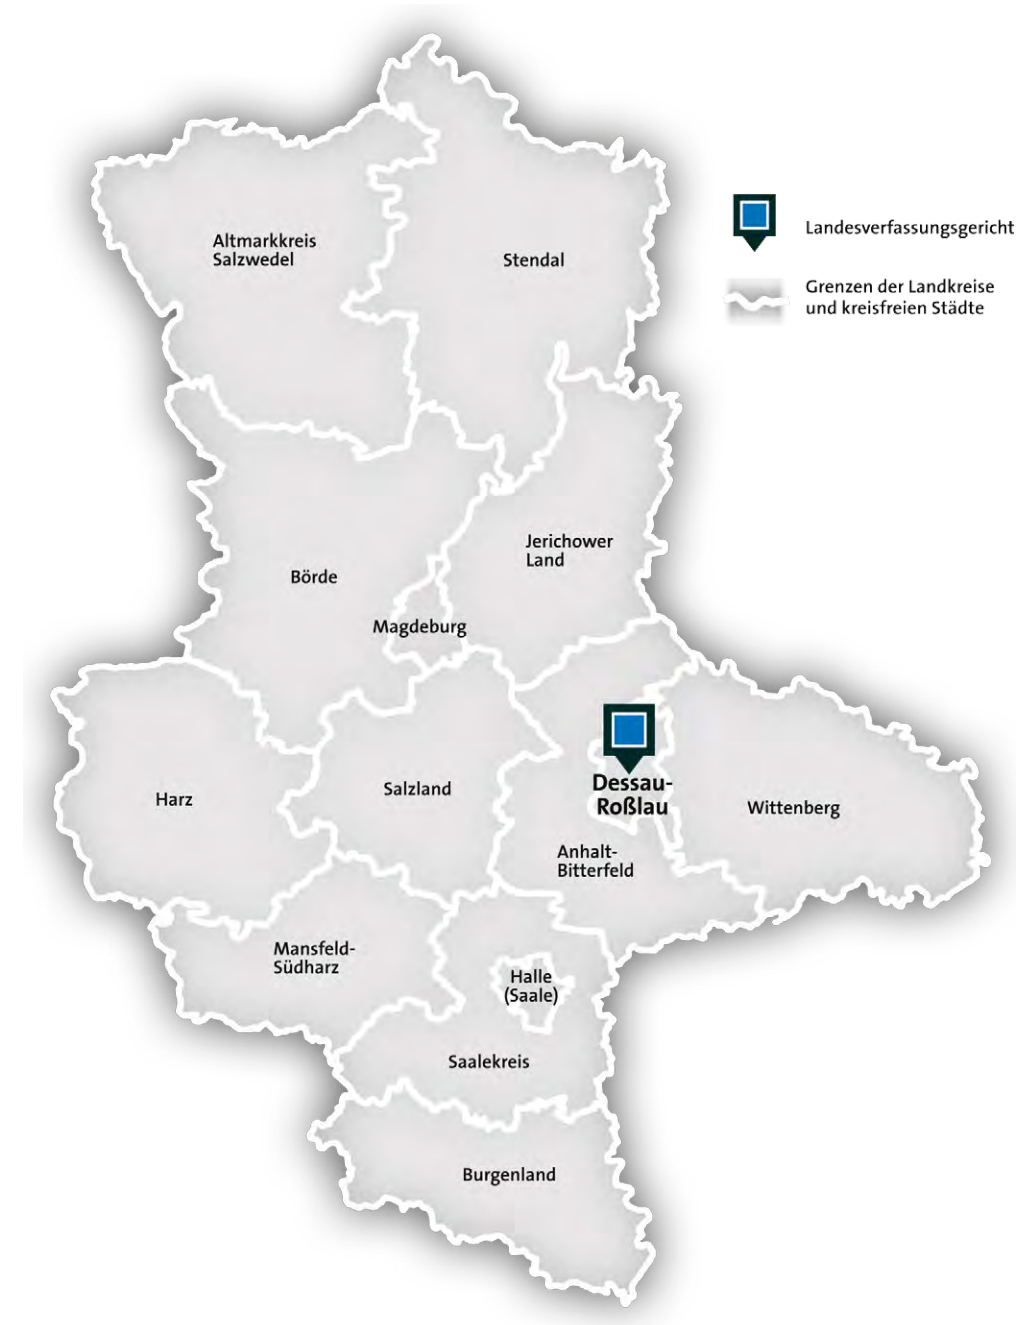 Altmarkkreis
Salzwedel
Stendal
Landesverfassungsgericht
Grenzen der Landkreise
und kreisfreien Städte
Jerichower
Land
Börde
Magdeburg
Salzland
Harz
Dessau-
Roßlau
Wittenberg
Anhalt-
Bitterfeld
Mansfeld-
Südharz
Halle
(Saale)
Saalekreis
Burgenland